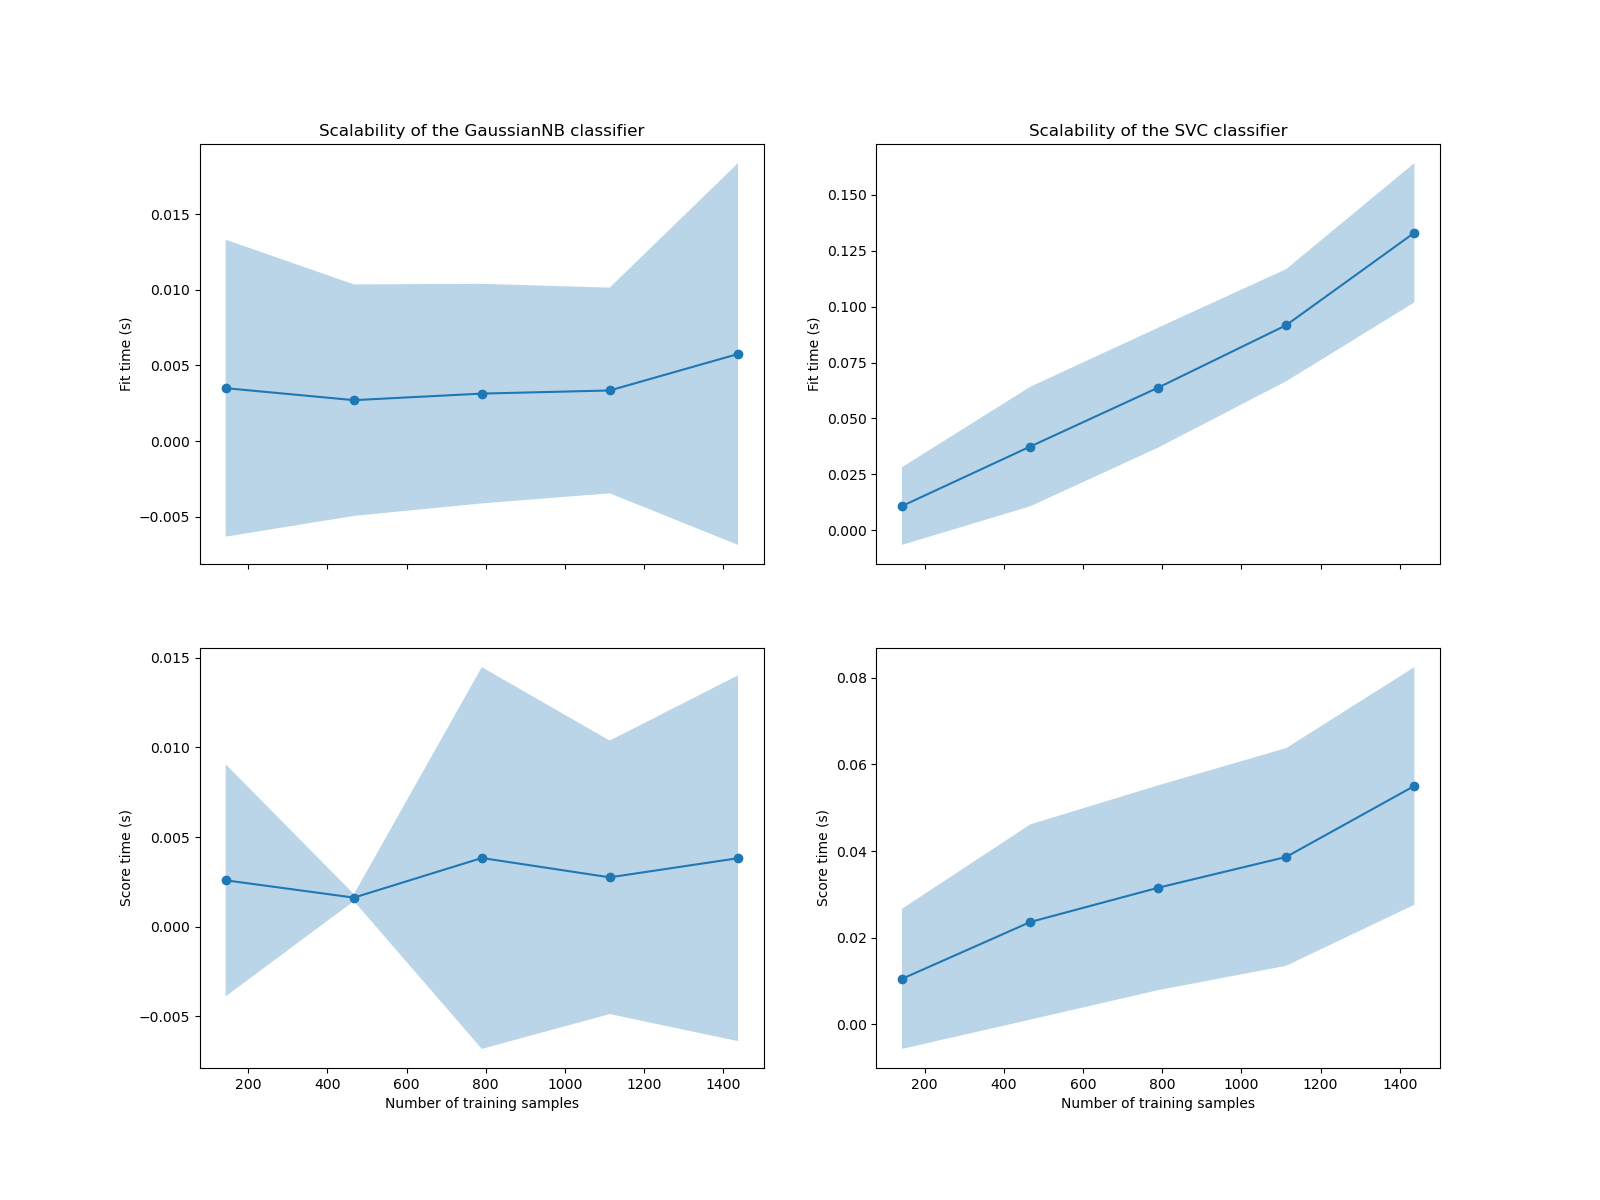 Scalability of the GaussianNB classifier
Scalability of the SVC classifier
0.015
0.010
0.005
0.000
−0.005
Fit time (s)
0.150
0.125
0.100
0.075
0.050
0.025
0.000
Fit time (s)
0.015
0.010
0.005
0.000
−0.005
Score time (s)
200 400 600 800 1000 1200 1400
Number of training samples
0.08
0.06
0.04
0.02
0.00
Score time (s)
200 400 600 800 1000 1200 1400
Number of training samples